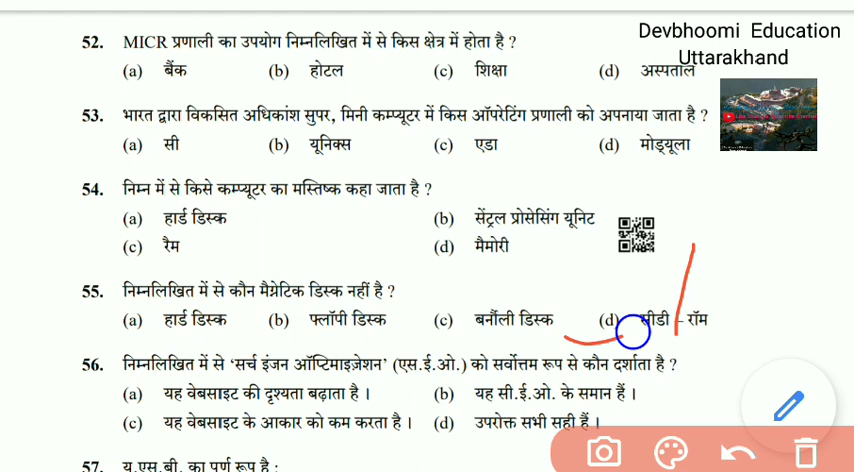 Devbhoomi Education
Uttarakhand
52. MICR प्रणाली का उपयोग निम्नलिखित में से किस क्षेत्र में होता है ?
(a) बैंक (b) होटल (c) शिक्षा (d) अस्पताल
53. भारत द्वारा विकसित अधिकांश सुपर, मिनी कम्प्यूटर में किस ऑपरेटिंग प्रणाली को अपनाया जाता है ?
(a) सी (b) यूनिक्स (c) एडा (d) मोड्यूला
54. निम्न में से किसे कम्प्यूटर का मस्तिष्क कहा जाता है ?
(a) हार्ड डिस्क (b) सेंट्रल प्रोसेसिंग यूनिट
(c) रैम (d) मैमोरी
55. निम्नलिखित में से कौन मैग्नेटिक डिस्क नहीं है ?
(a) हार्ड डिस्क (b) फ्लॉपी डिस्क (c) बर्नौली डिस्क (d) सीडी – रॉम
56. निम्नलिखित में से ‘सर्च इंजन ऑप्टिमाइज़ेशन’ (एस.ई.ओ.) को सर्वोत्तम रूप से कौन दर्शाता है ?
(a) यह वेबसाइट की दृश्यता बढ़ाता है । (b) यह सी.ई.ओ. के समान हैं ।
(c) यह वेबसाइट के आकार को कम करता है । (d) उपरोक्त सभी सही हैं ।
57. यू.एस.बी. का पूर्ण रूप है :